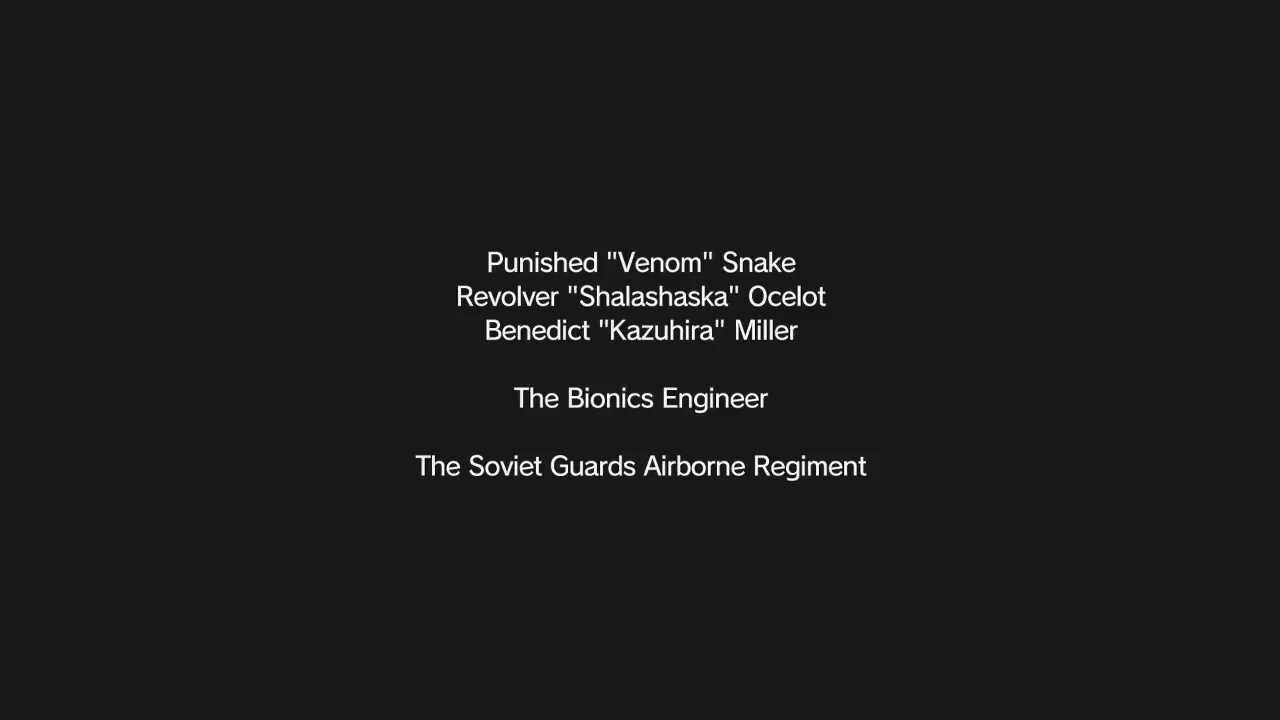 Punished "Venom" Snake
Revolver "Shalashaska" Ocelot
Benedict "Kazuhira" Miller
The Bionics Engineer
The Soviet Guards Airborne Regiment